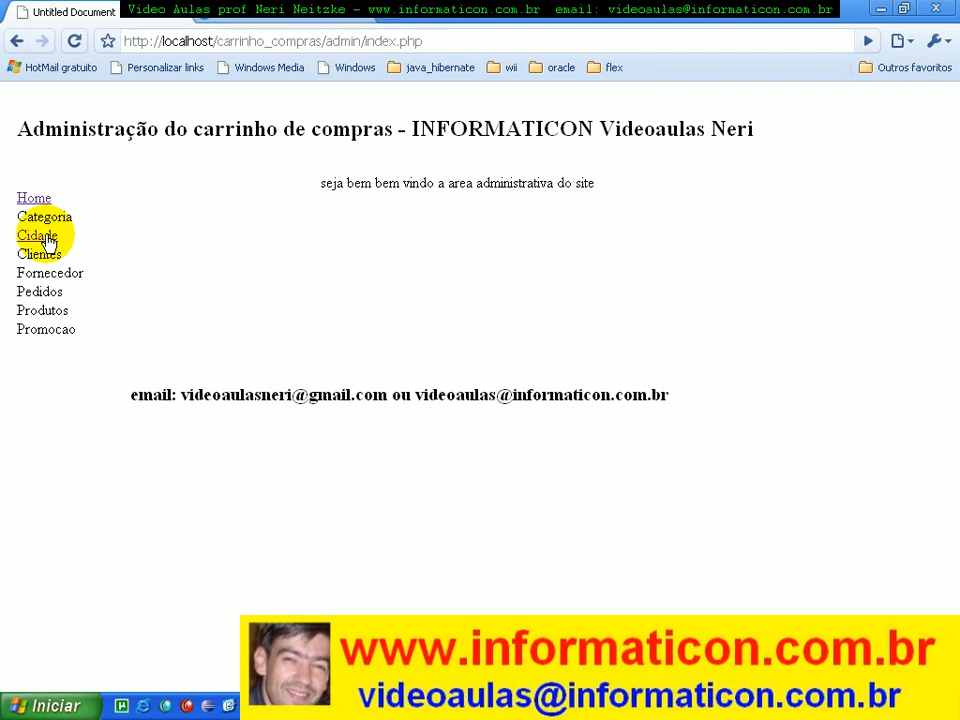 Untitled Document
Video Aulas prof Neri Neitzke – www.informaticon.com.br email: videoaulas@informaticon.com.br
http://localhost/carrinho_compras/admin/index.php
HotMail gratuito Personalizar links Windows Media Windows java_hibernate wii oracle flex Outros favoritos
Administração do carrinho de compras - INFORMATICON Videoaulas Neri
seja bem bem vindo a area administrativa do site
Home
Categoria
Cidade
Clientes
Fornecedor
Pedidos
Produtos
Promocao
email: videoaulasneri@gmail.com ou videoaulas@informaticon.com.br
www.informaticon.com.br
videoaulas@informaticon.com.br
Iniciar